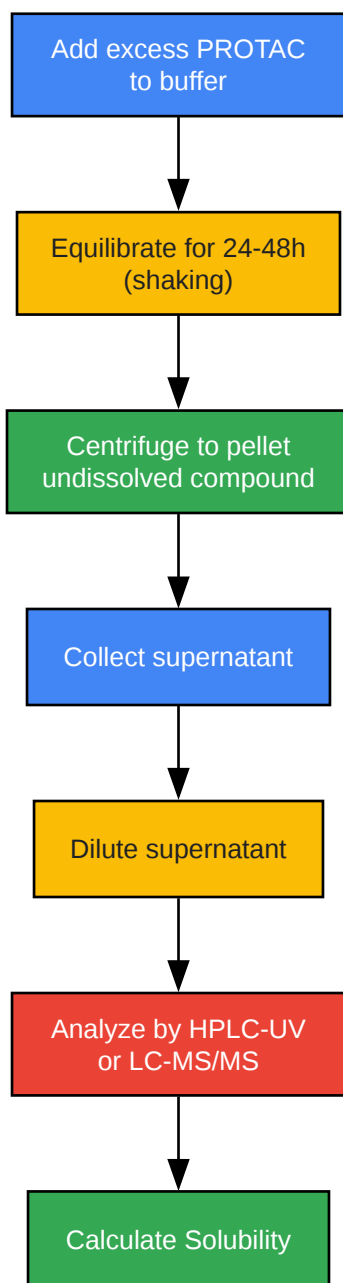 Add excess PROTAC
to buffer
Equilibrate for 24-48h
(shaking)
Centrifuge to pellet
undissolved compound
Collect supernatant
Dilute supernatant
Analyze by HPLC-UV
or LC-MS/MS
Calculate Solubility